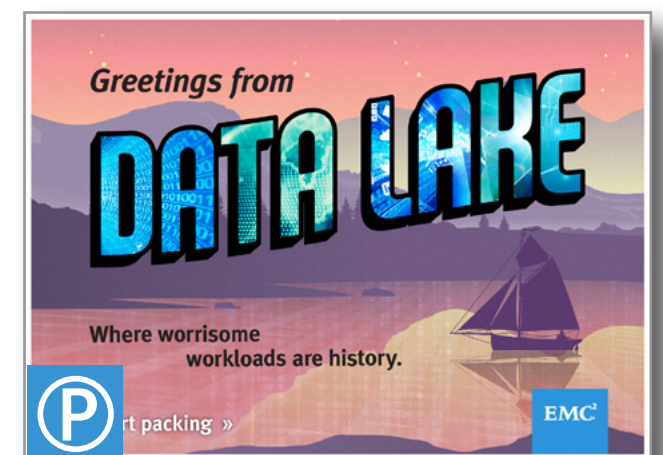 Greetings from
DATA LAKE
Where worrisome
workloads are history.
P
rt packing »
EMC²